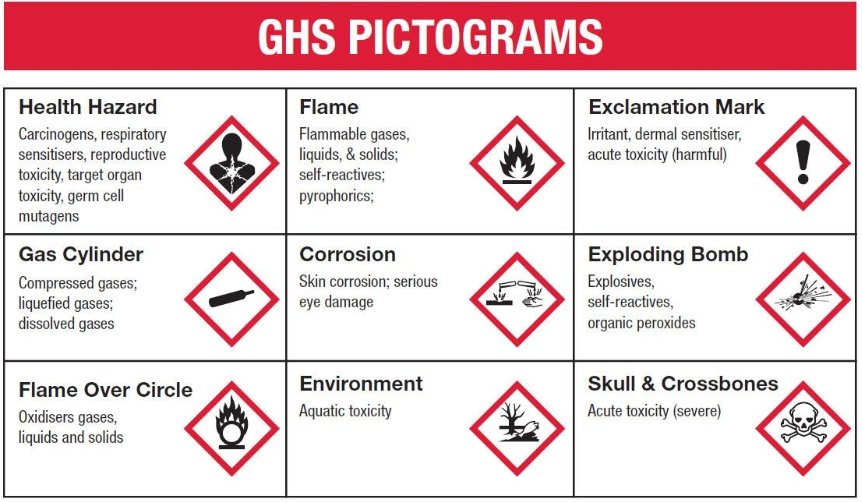 GHS PICTOGRAMS
Health Hazard
Carcinogens, respiratory
sensitisers, reproductive
toxicity, target organ
toxicity, germ cell
mutagens
Flame
Flammable gases,
liquids, & solids;
self-reactives;
pyrophorics;
Exclamation Mark
Irritant, dermal sensitiser,
acute toxicity (harmful)
Gas Cylinder
Compressed gases;
liquefied gases;
dissolved gases
Corrosion
Skin corrosion; serious
eye damage
Exploding Bomb
Explosives,
self-reactives,
organic peroxides
Flame Over Circle
Oxidisers gases,
liquids and solids
Environment
Aquatic toxicity
Skull & Crossbones
Acute toxicity (severe)